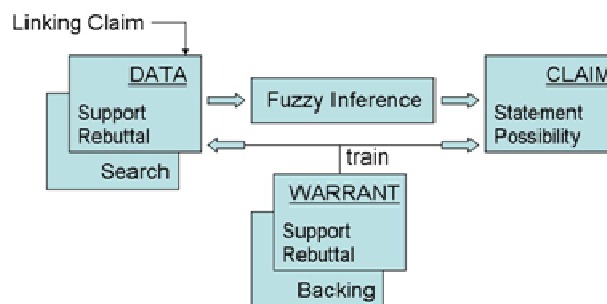 Linking Claim
DATA
Support
Rebuttal
Search
Fuzzy Inference
CLAIM
Statement
Possibility
train
WARRANT
Support
Rebuttal
Backing